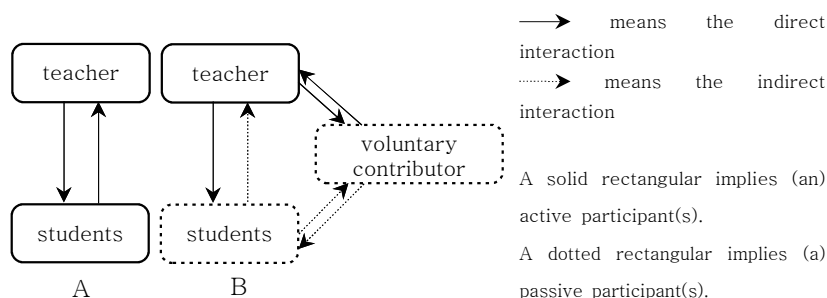 teacher
students
A
teacher
voluntary
contributor
students
B
means the direct
interaction
means the indirect
interaction
A solid rectangular implies (an)
active participant(s).
A dotted rectangular implies (a)
passive participant(s).